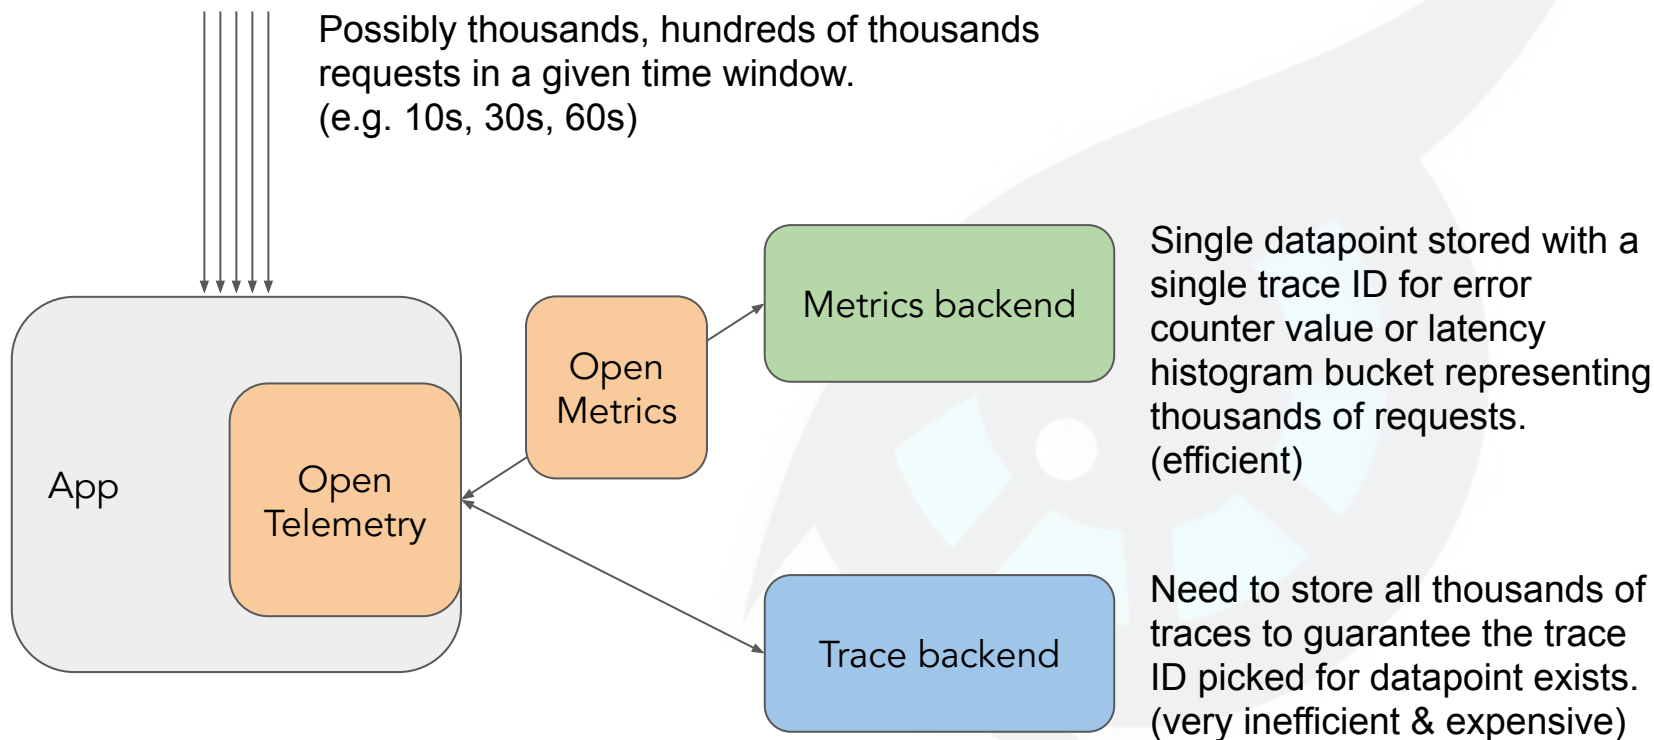 Possibly thousands, hundreds of thousands
requests in a given time window.
(e.g. 10s, 30s, 60s)
Metrics backend
Single datapoint stored with a
single trace ID for error
counter value or latency
histogram bucket representing
thousands of requests.
(efficient)
Open
Metrics
App
Open
Telemetry
Trace backend
Need to store all thousands of
traces to guarantee the trace
ID picked for datapoint exists.
(very inefficient & expensive)